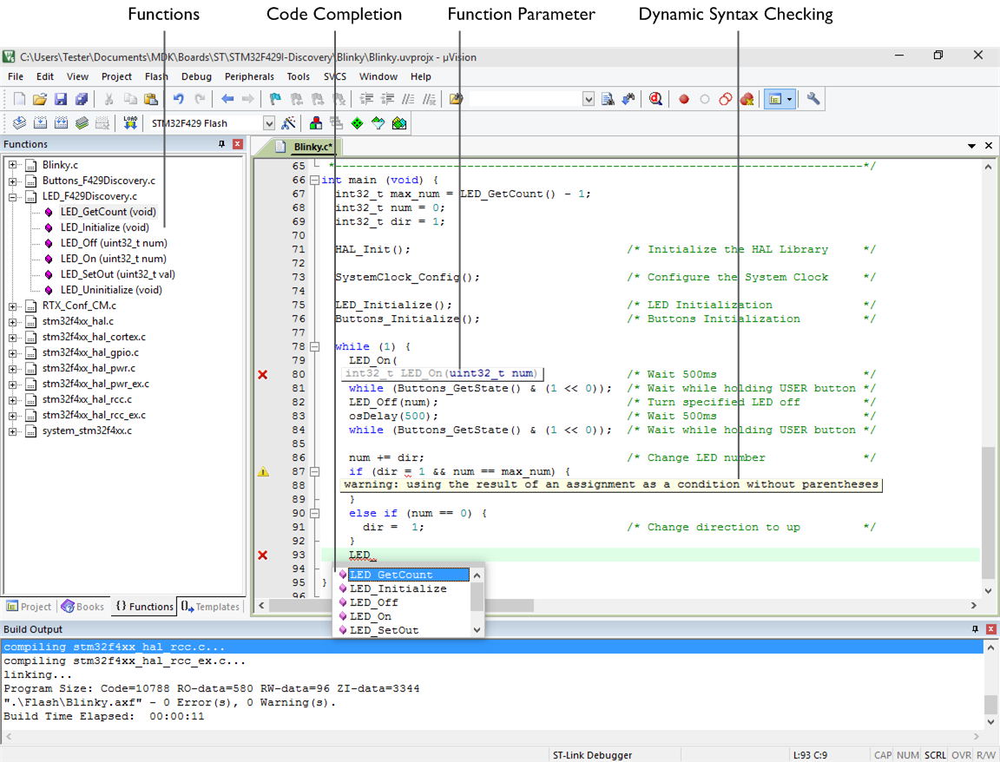 Functions Code Completion Function Parameter Dynamic Syntax Checking
C:\Users\Tester\Documents\MDK\Boards\ST\STM32F429I-Discovery\Blinky\Blinky.uvprojx - µVision
File Edit View Project Flash Debug Peripherals Tools SVCS Window Help
LOAD STM32F429 Flash
Functions
Blinky.c
Buttons_F429Discovery.c
LED_F429Discovery.c
LED_GetCount (void)
LED_Initialize (void)
LED_Off (uint32_t num)
LED_On (uint32_t num)
LED_SetOut (uint32_t val)
LED_Uninitialize (void)
RTX_Conf_CM.c
stm32f4xx_hal.c
stm32f4xx_hal_cortex.c
stm32f4xx_hal_gpio.c
stm32f4xx_hal_pwr.c
stm32f4xx_hal_pwr_ex.c
stm32f4xx_hal_rcc.c
stm32f4xx_hal_rcc_ex.c
system_stm32f4xx.c
Project Books {} Functions Templates
Blinky.c*
65 *----------------------------------------------------------------------------*/
66 int main (void) {
67 int32_t max_num = LED_GetCount() - 1;
68 int32_t num = 0;
69 int32_t dir = 1;
70
71 HAL_Init(); /* Initialize the HAL Library */
72
73 SystemClock_Config(); /* Configure the System Clock */
74
75 LED_Initialize(); /* LED Initialization */
76 Buttons_Initialize(); /* Buttons Initialization */
77
78 while (1) {
79 LED_On(
80 int32_t LED_On(uint32_t num) /* Wait 500ms */
81 while (Buttons_GetState() & (1 << 0)); /* Wait while holding USER button */
82 LED_Off(num); /* Turn specified LED off */
83 osDelay(500); /* Wait 500ms */
84 while (Buttons_GetState() & (1 << 0)); /* Wait while holding USER button */
85
86 num += dir; /* Change LED number */
87 if (dir = 1 && num == max_num) {
88 warning: using the result of an assignment as a condition without parentheses
89 }
90 else if (num == 0) {
91 dir = 1; /* Change direction to up */
92 }
93 LED_
94
95 }
96
LED_GetCount
LED_Initialize
LED_Off
LED_On
LED_SetOut
Build Output
compiling stm32f4xx_hal_rcc.c...
compiling stm32f4xx_hal_rcc_ex.c...
linking...
Program Size: Code=10788 RO-data=580 RW-data=96 ZI-data=3344
".\Flash\Blinky.axf" - 0 Error(s), 0 Warning(s).
Build Time Elapsed: 00:00:11
ST-Link Debugger L:93 C:9 CAP NUM SCRL OVR R/W